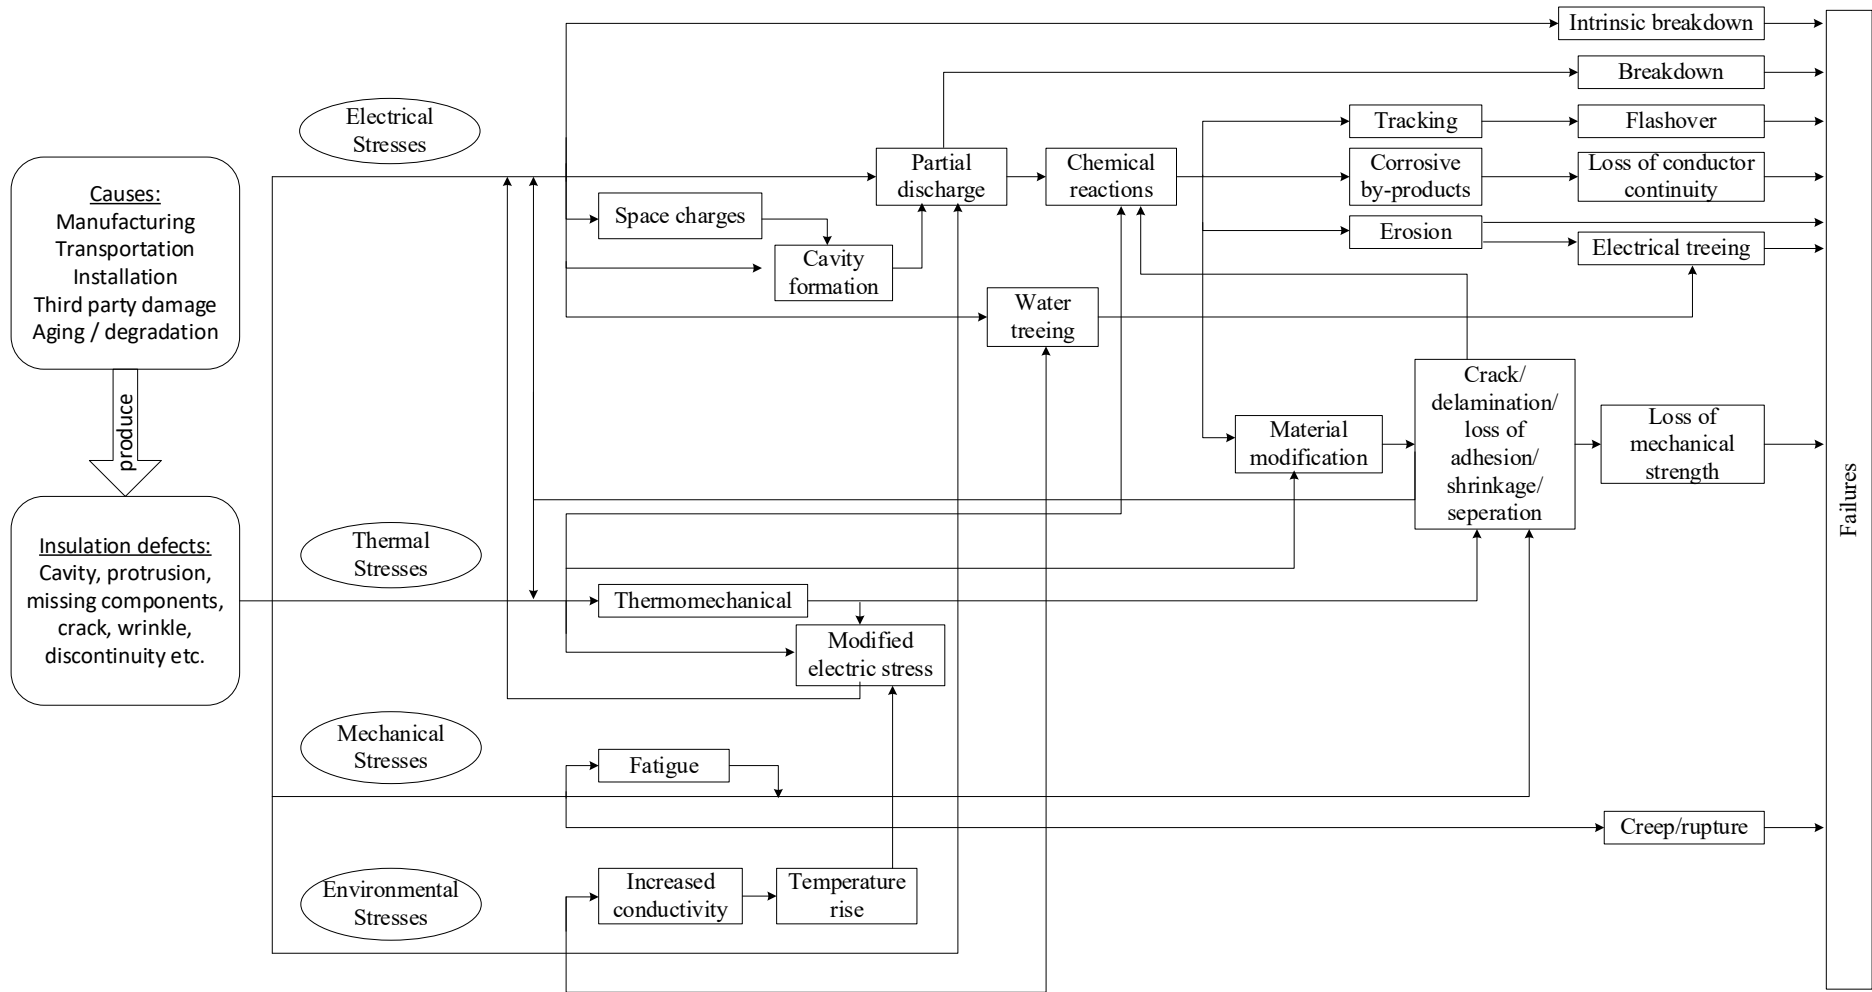 Causes:
Manufacturing
Transportation
Installation
Third party damage
Aging / degradation
produce
Insulation defects:
Cavity, protrusion,
missing components,
crack, wrinkle,
discontinuity etc.
Electrical
Stresses
Thermal
Stresses
Mechanical
Stresses
Environmental
Stresses
Space charges
Cavity
formation
Partial
discharge
Chemical
reactions
Water
treeing
Thermomechanical
Modified
electric stress
Fatigue
Increased
conductivity
Temperature
rise
Tracking
Corrosive
by-products
Erosion
Material
modification
Crack/
delamination/
loss of
adhesion/
shrinkage/
seperation
Intrinsic breakdown
Breakdown
Flashover
Loss of conductor
continuity
Electrical treeing
Loss of
mechanical
strength
Creep/rupture
Failures